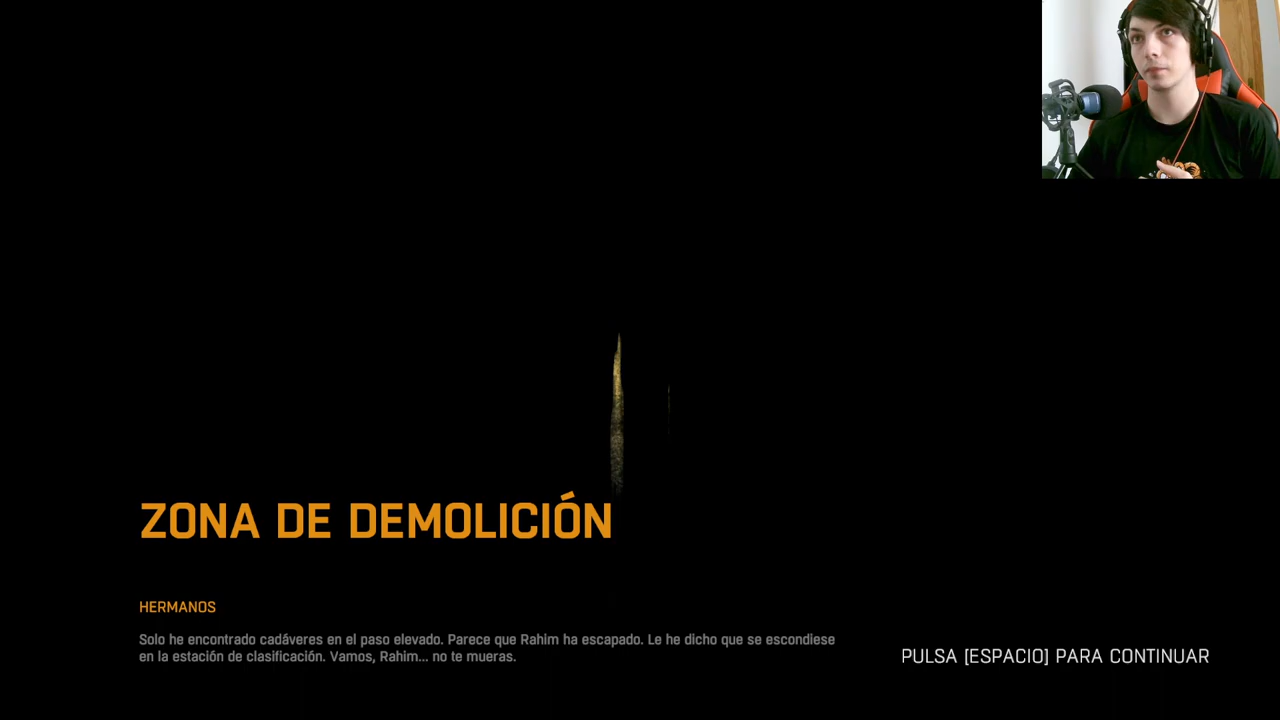 ZONA DE DEMOLICIÓN
HERMANOS
Solo he encontrado cadáveres en el paso elevado. Parece que Rahim ha escapado. Le he dicho que se escondiese
en la estación de clasificación. Vamos, Rahim... no te mueras.
PULSA [ESPACIO] PARA CONTINUAR